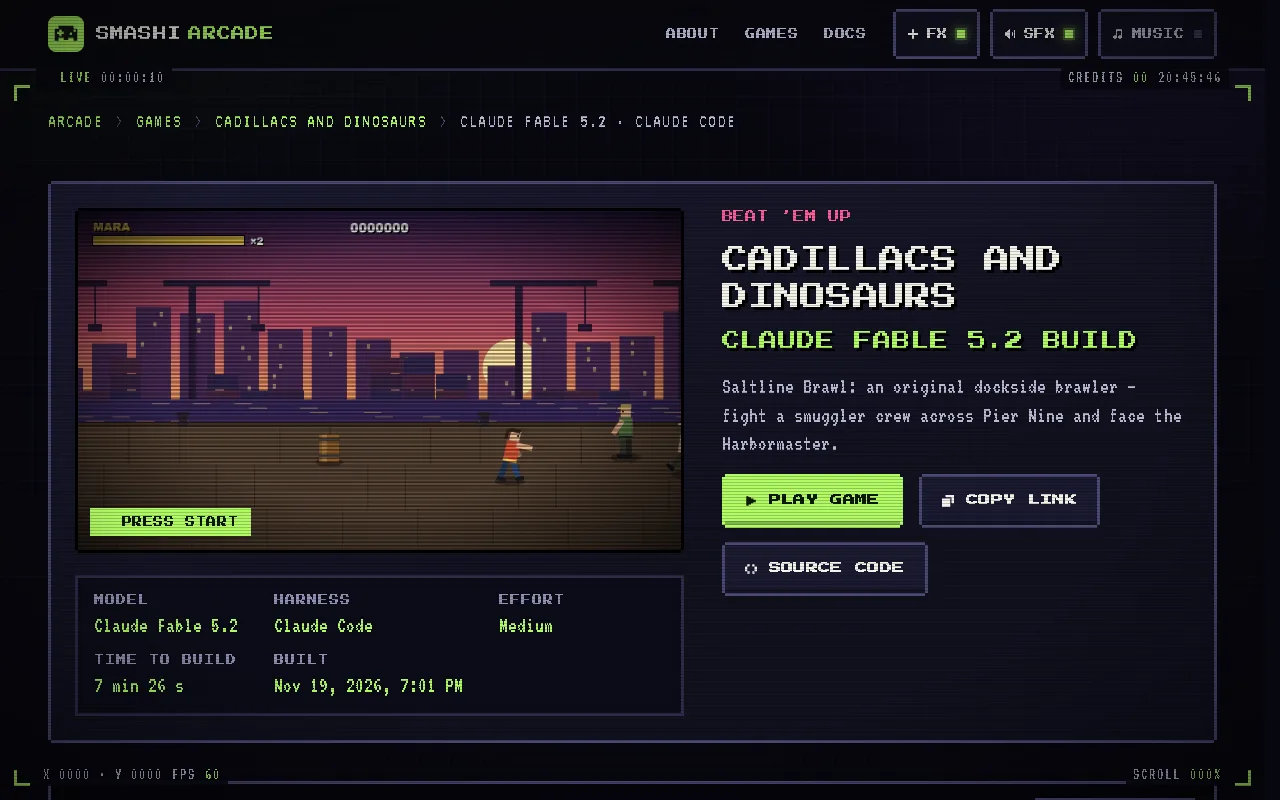 SMASHI ARCADE
ABOUT GAMES DOCS + FX SFX MUSIC
LIVE 00:00:10
CREDITS 00 20:45:46
ARCADE > GAMES > CADILLACS AND DINOSAURS > CLAUDE FABLE 5.2 · CLAUDE CODE
MARA
×2
0000000
PRESS START
BEAT 'EM UP
CADILLACS AND
DINOSAURS
CLAUDE FABLE 5.2 BUILD
Saltline Brawl: an original dockside brawler –
fight a smuggler crew across Pier Nine and face the
Harbormaster.
PLAY GAME
COPY LINK
SOURCE CODE
MODEL HARNESS EFFORT
Claude Fable 5.2 Claude Code Medium
TIME TO BUILD BUILT
7 min 26 s Nov 19, 2026, 7:01 PM
X 0000 · Y 0000 FPS 60
SCROLL 000%